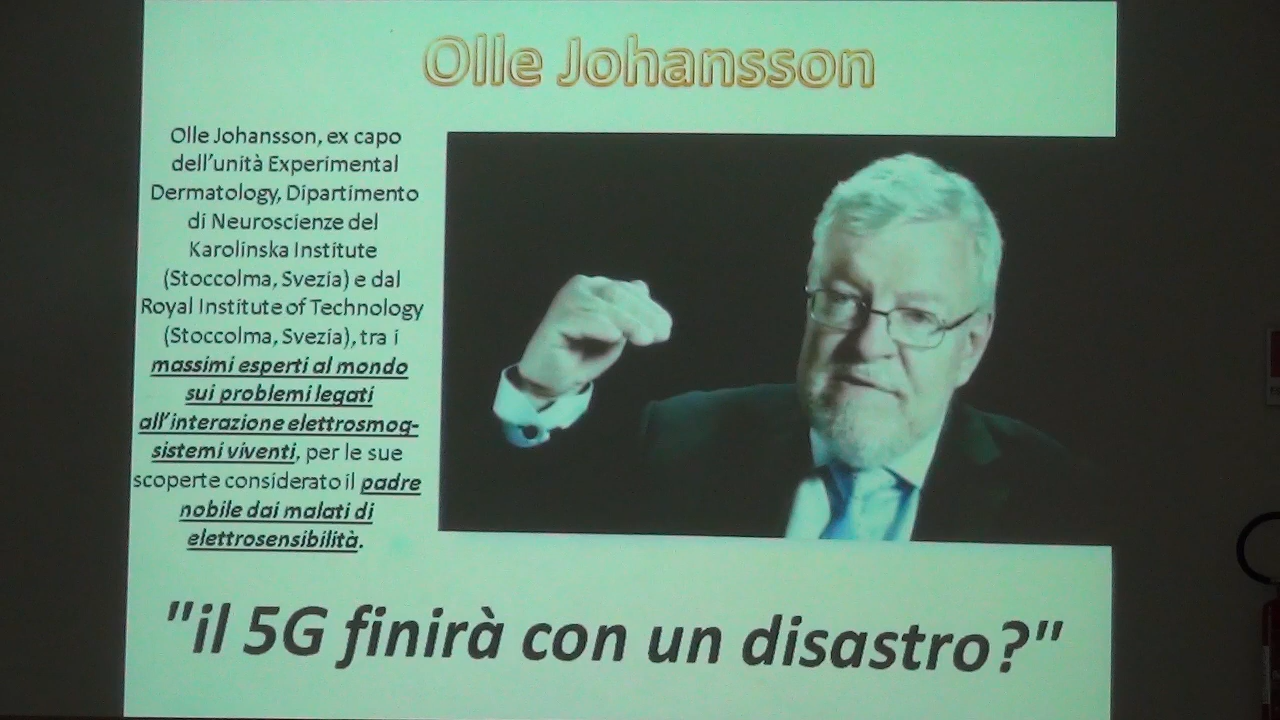 Olle Johansson
Olle Johansson, ex capo
dell'unità Experimental
Dermatology, Dipartimento
di Neuroscienze del
Karolinska Institute
(Stoccolma, Svezia) e dal
Royal Institute of Technology
(Stoccolma, Svezia), tra i
massimi esperti al mondo
sui problemi legati
all'interazione elettrosmog-
sistemi viventi, per le sue
scoperte considerato il padre
nobile dai malati di
elettrosensibilità.
"il 5G finirà con un disastro?"